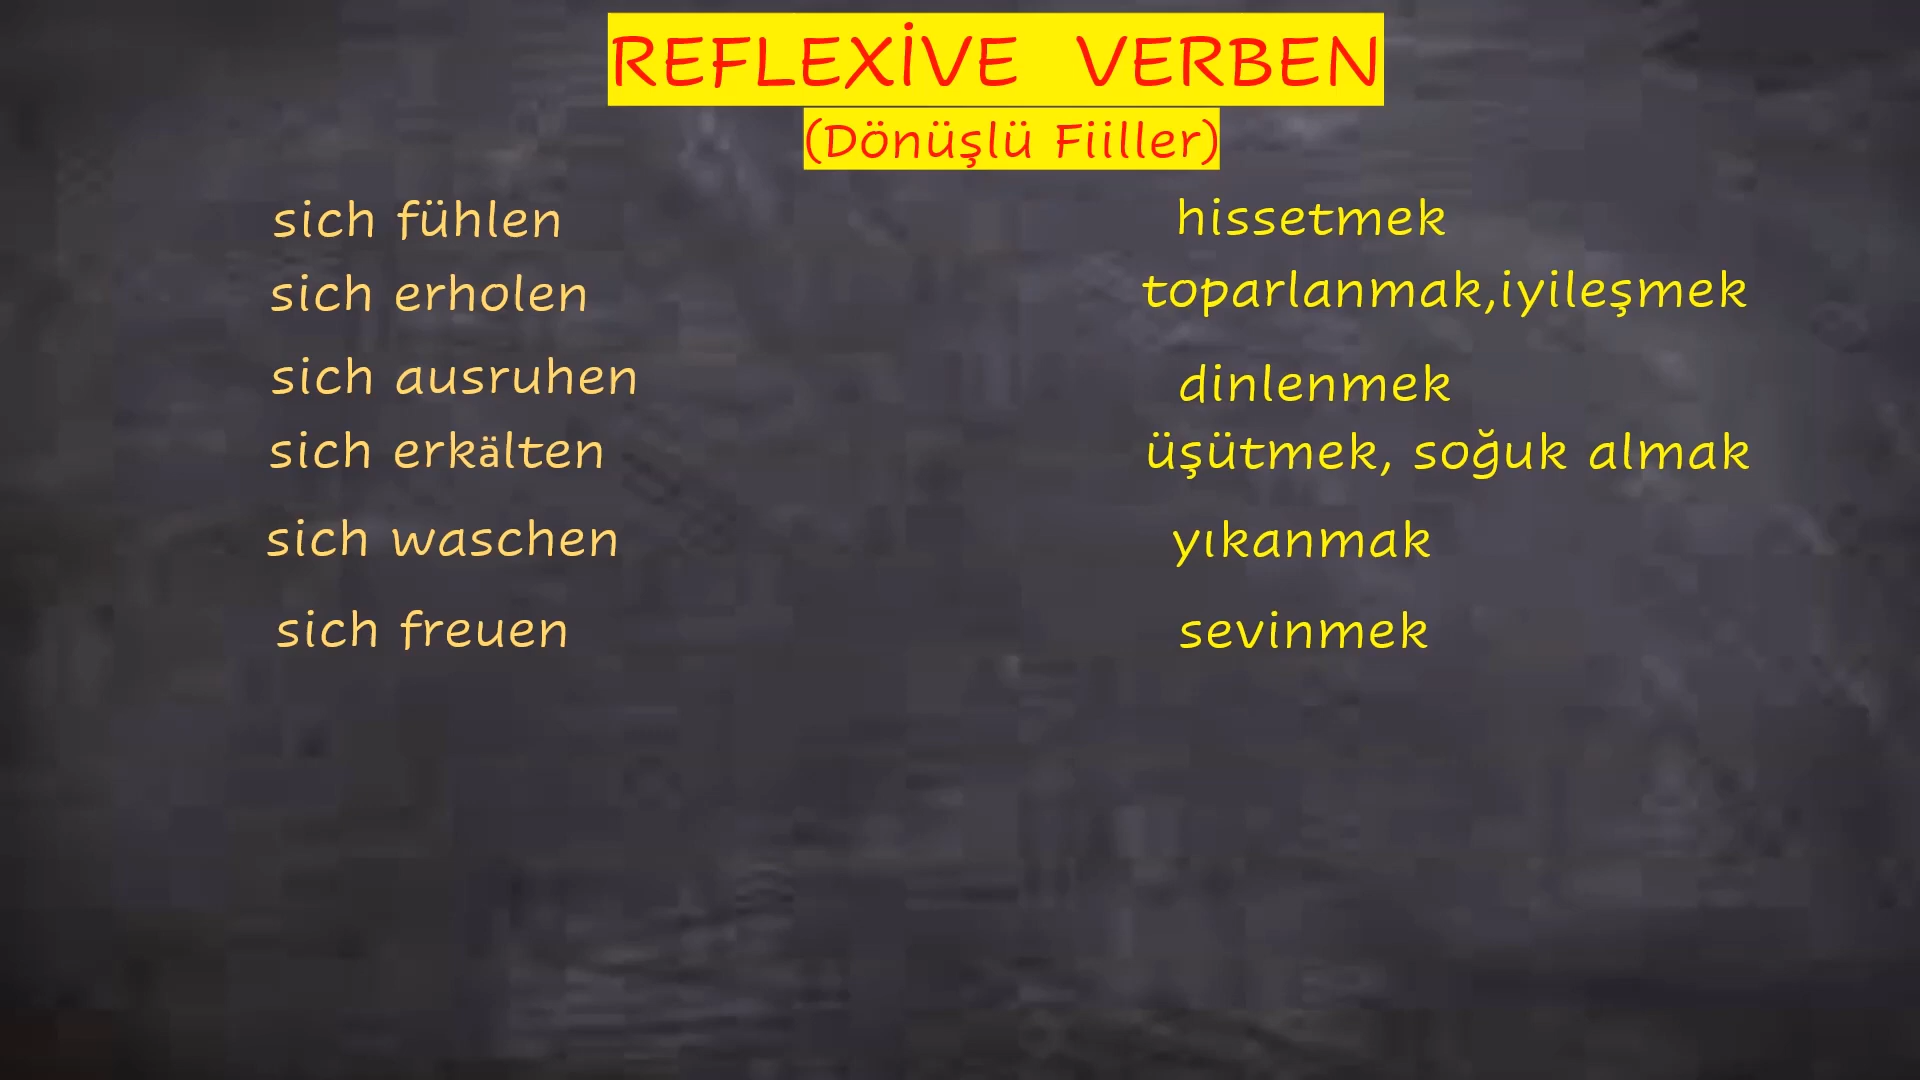 REFLEXİVE VERBEN
(Dönüşlü Fiiller)
sich fühlen hissetmek
sich erholen toparlanmak,iyileşmek
sich ausruhen dinlenmek
sich erkälten üşütmek, soğuk almak
sich waschen yıkanmak
sich freuen sevinmek